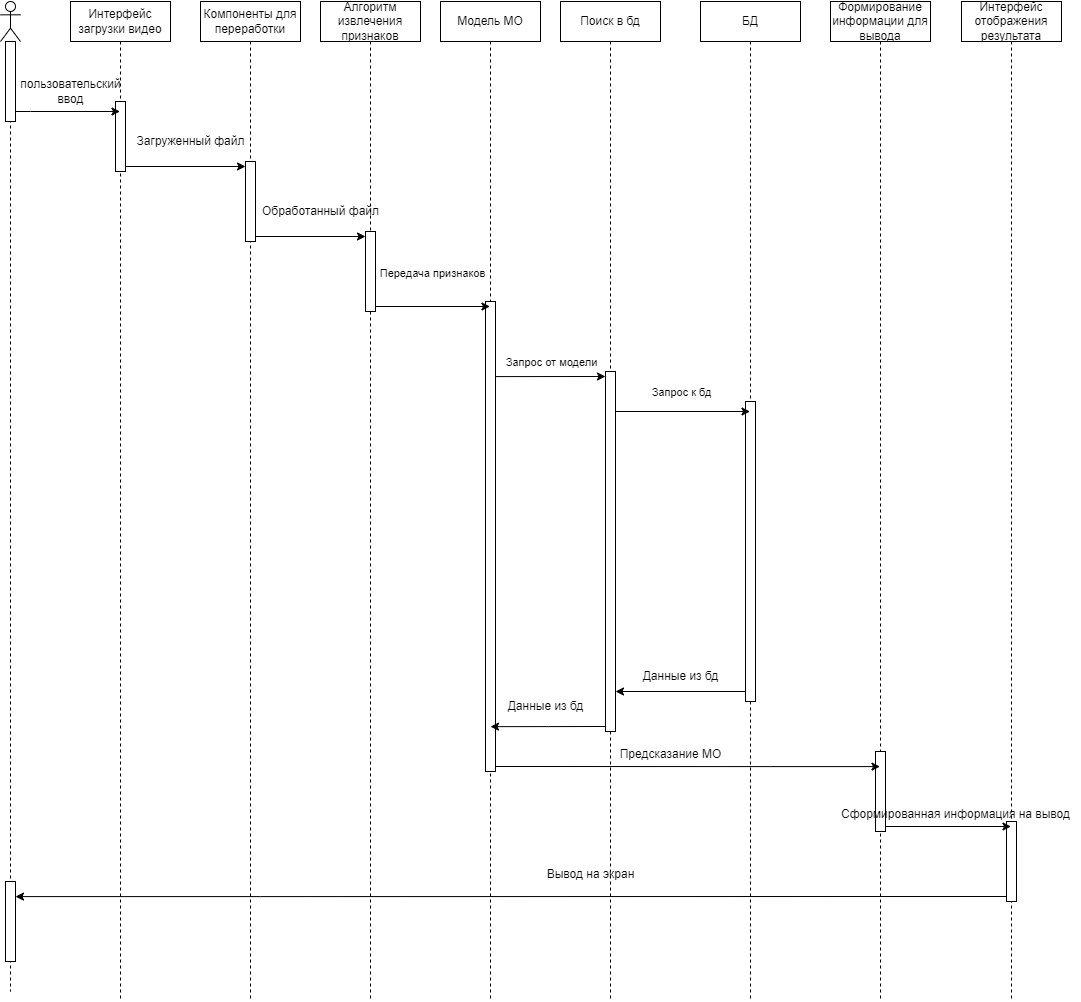 Интерфейс
загрузки видео
Компоненты для
переработки
Алгоритм
извлечения
признаков
Модель МО
Поиск в бд
БД
Формирование
информации для
вывода
Интерфейс
отображения
результата
пользовательский
ввод
Загруженный файл
Обработанный файл
Передача признаков
Запрос от модели
Запрос к бд
Данные из бд
Данные из бд
Предсказание МО
Сформированная информация на вывод
Вывод на экран